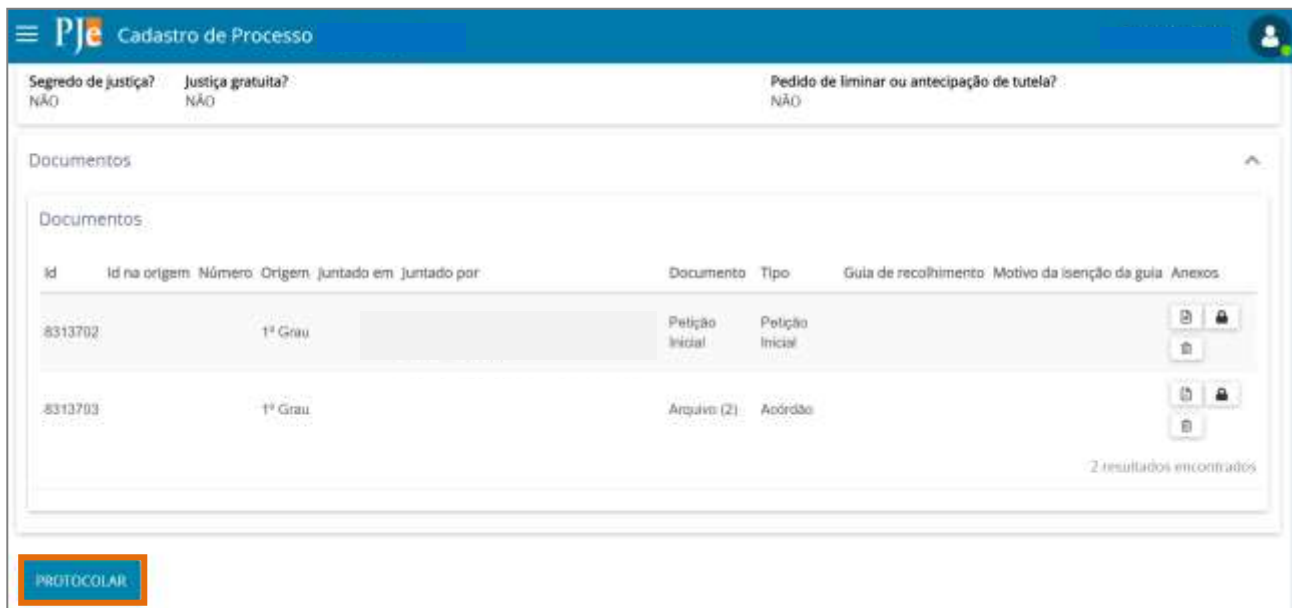 PJe Cadastro de Processo
Segredo de justiça? Justiça gratuita? Pedido de liminar ou antecipação de tutela?
NÃO NÃO NÃO
Documentos
Documentos
Id Id na origem Número Origem Juntado em Juntado por Documento Tipo Guia de recolhimento Motivo da isenção da guia Anexos
8313702 1º Grau Petição Inicial Petição Inicial
8313703 1º Grau Arquivo (2) Acórdão
2 resultados encontrados
PROTOCOLAR